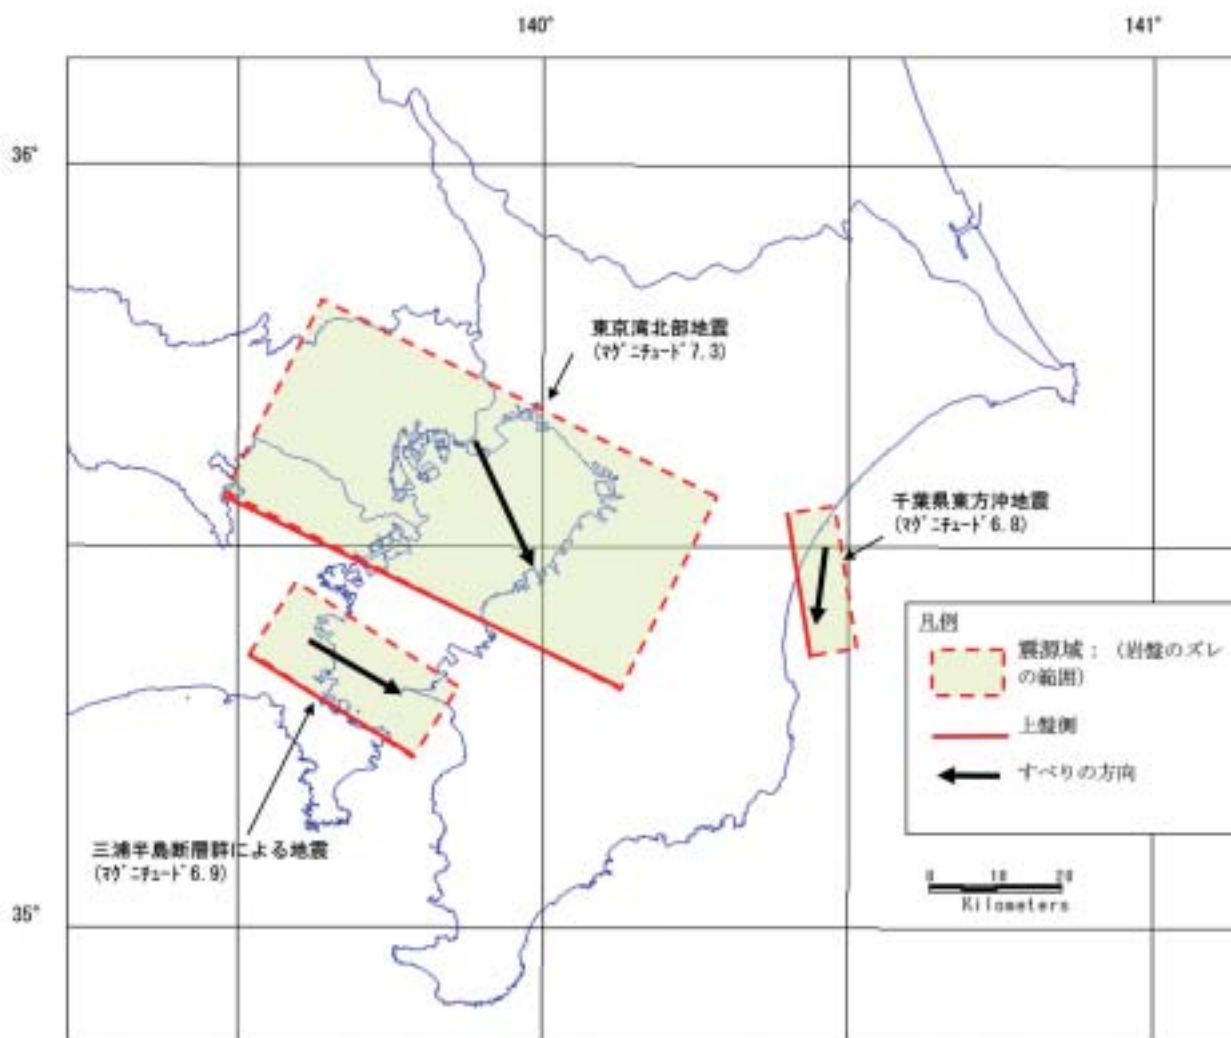 140°
141°
36°
東京湾北部地震
(ﾏｸﾞﾆﾁｭｰﾄﾞ7.3)
千葉県東方沖地震
(ﾏｸﾞﾆﾁｭｰﾄﾞ6.8)
凡例
震源域：（岩盤のズレ
の範囲）
上盤側
すべりの方向
三浦半島断層群による地震
(ﾏｸﾞﾆﾁｭｰﾄﾞ6.9)
0 10 20
Kilometers
35°